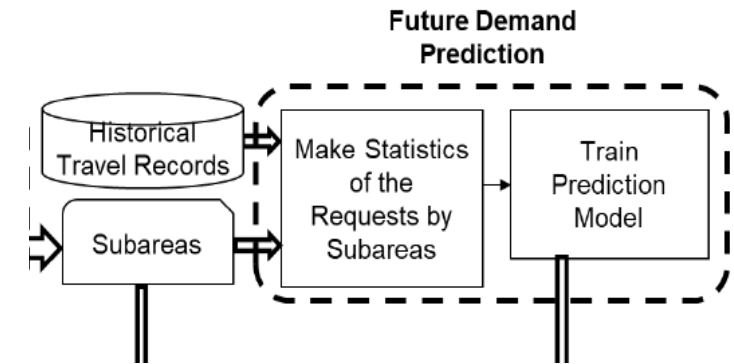 Future Demand
Prediction
Historical
Travel Records
Subareas
Make Statistics
of the
Requests by
Subareas
Train
Prediction
Model